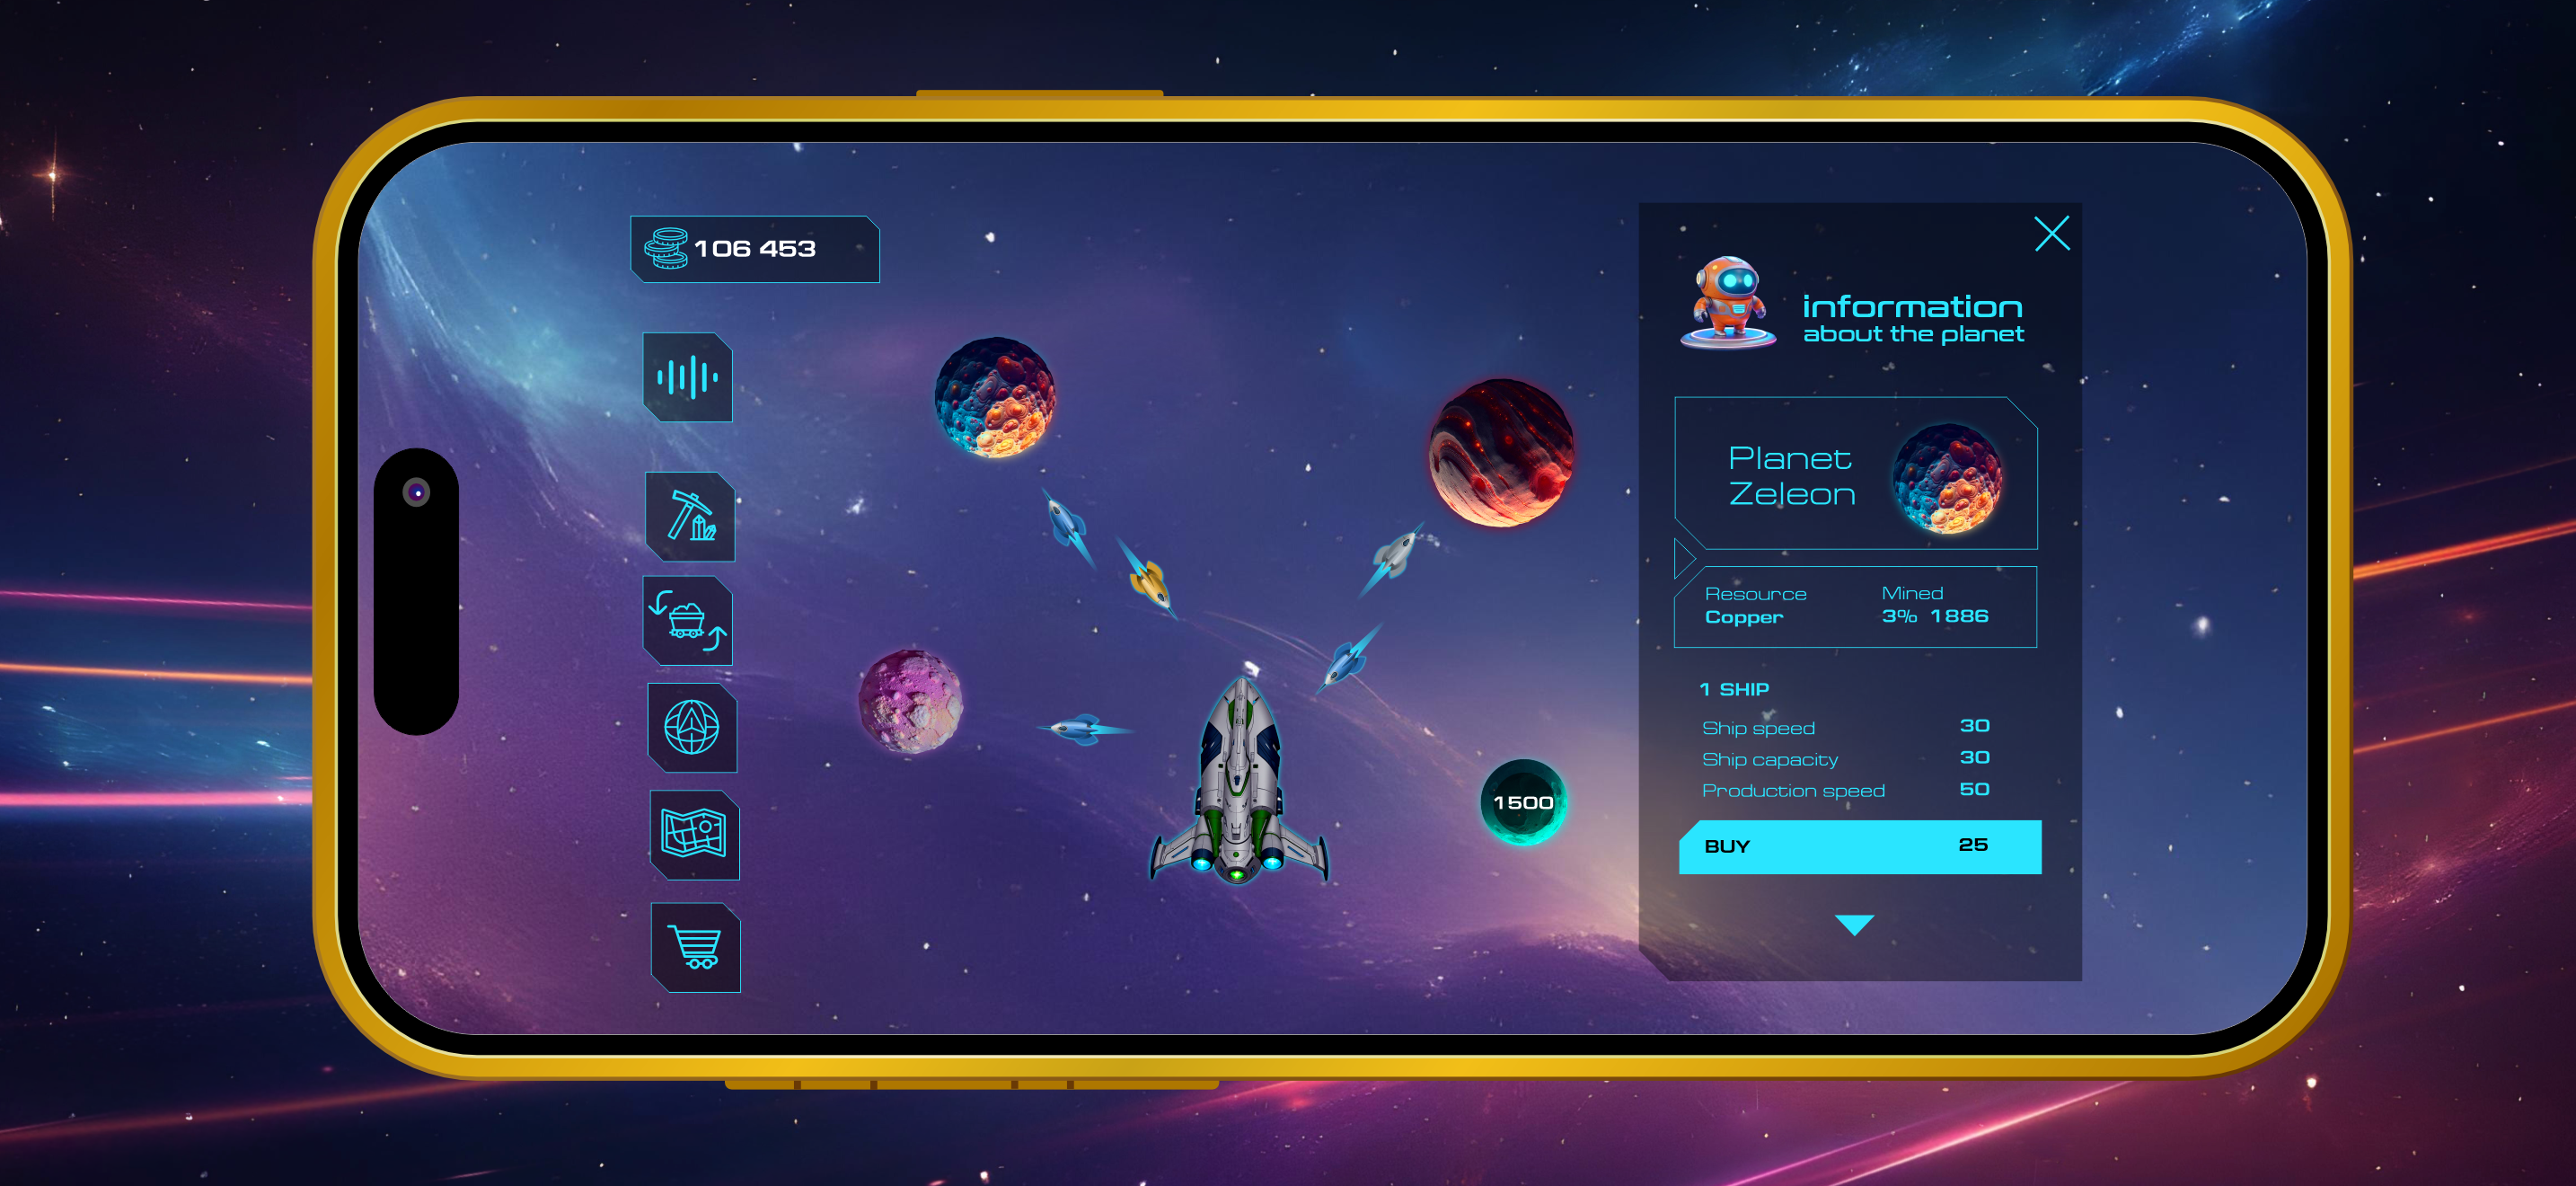 106 453
1500
information
about the planet
Planet
Zeleon
Resource Mined
Copper 3% 1886
1 SHIP
Ship speed 30
Ship capacity 30
Production speed 50
BUY 25